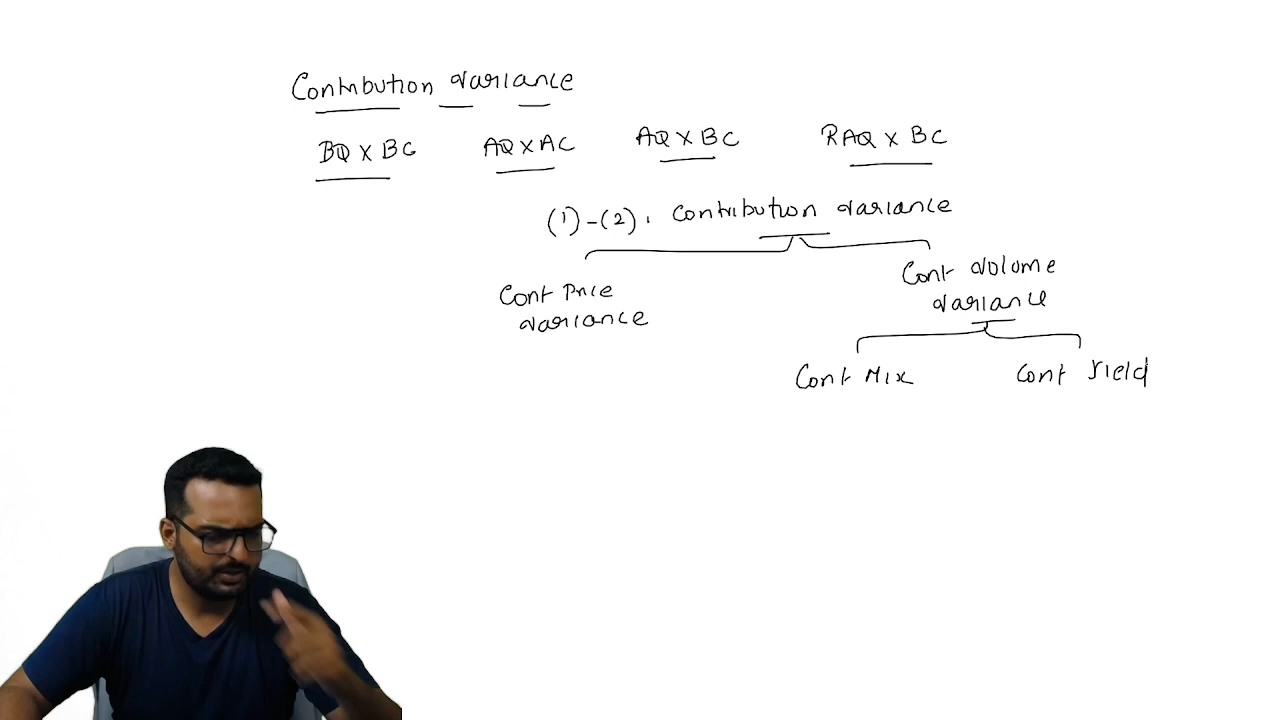 Contribution variance
BQ x BC AQ x AC AQ x BC RAQ x BC
(1) - (2). Contribution variance
Cont Price
variance
Cont Volume
variance
Cont Mix Cont Yield